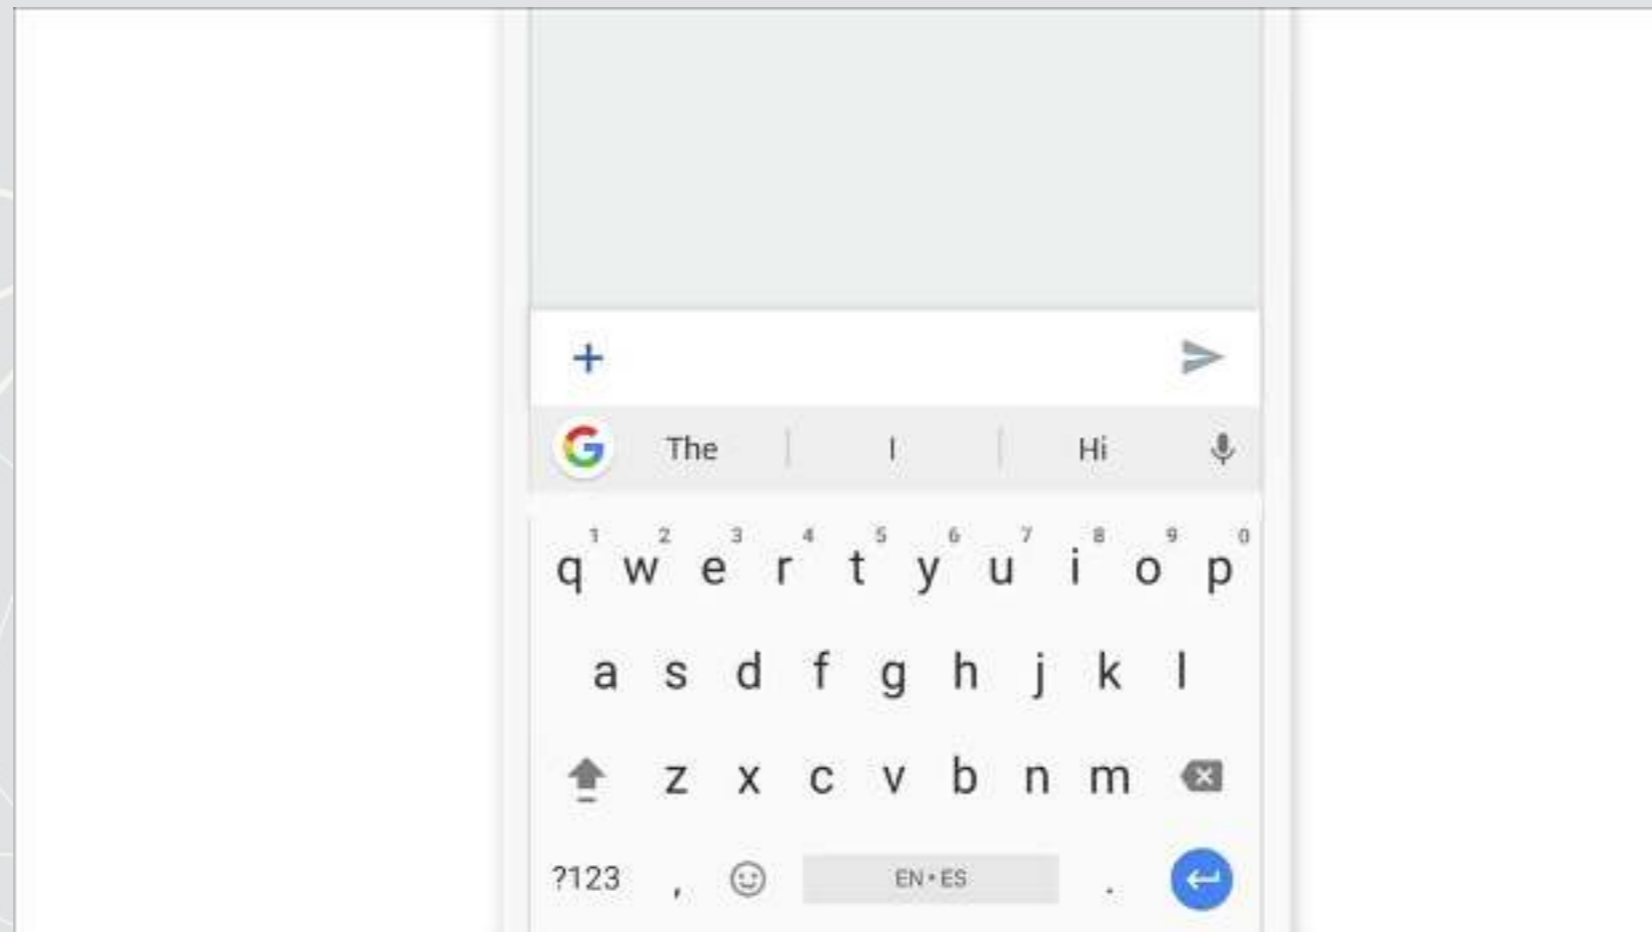 The I Hi
1 2 3 4 5 6 7 8 9 0
q w e r t y u i o p
a s d f g h j k l
z x c v b n m
?123 , EN • ES .